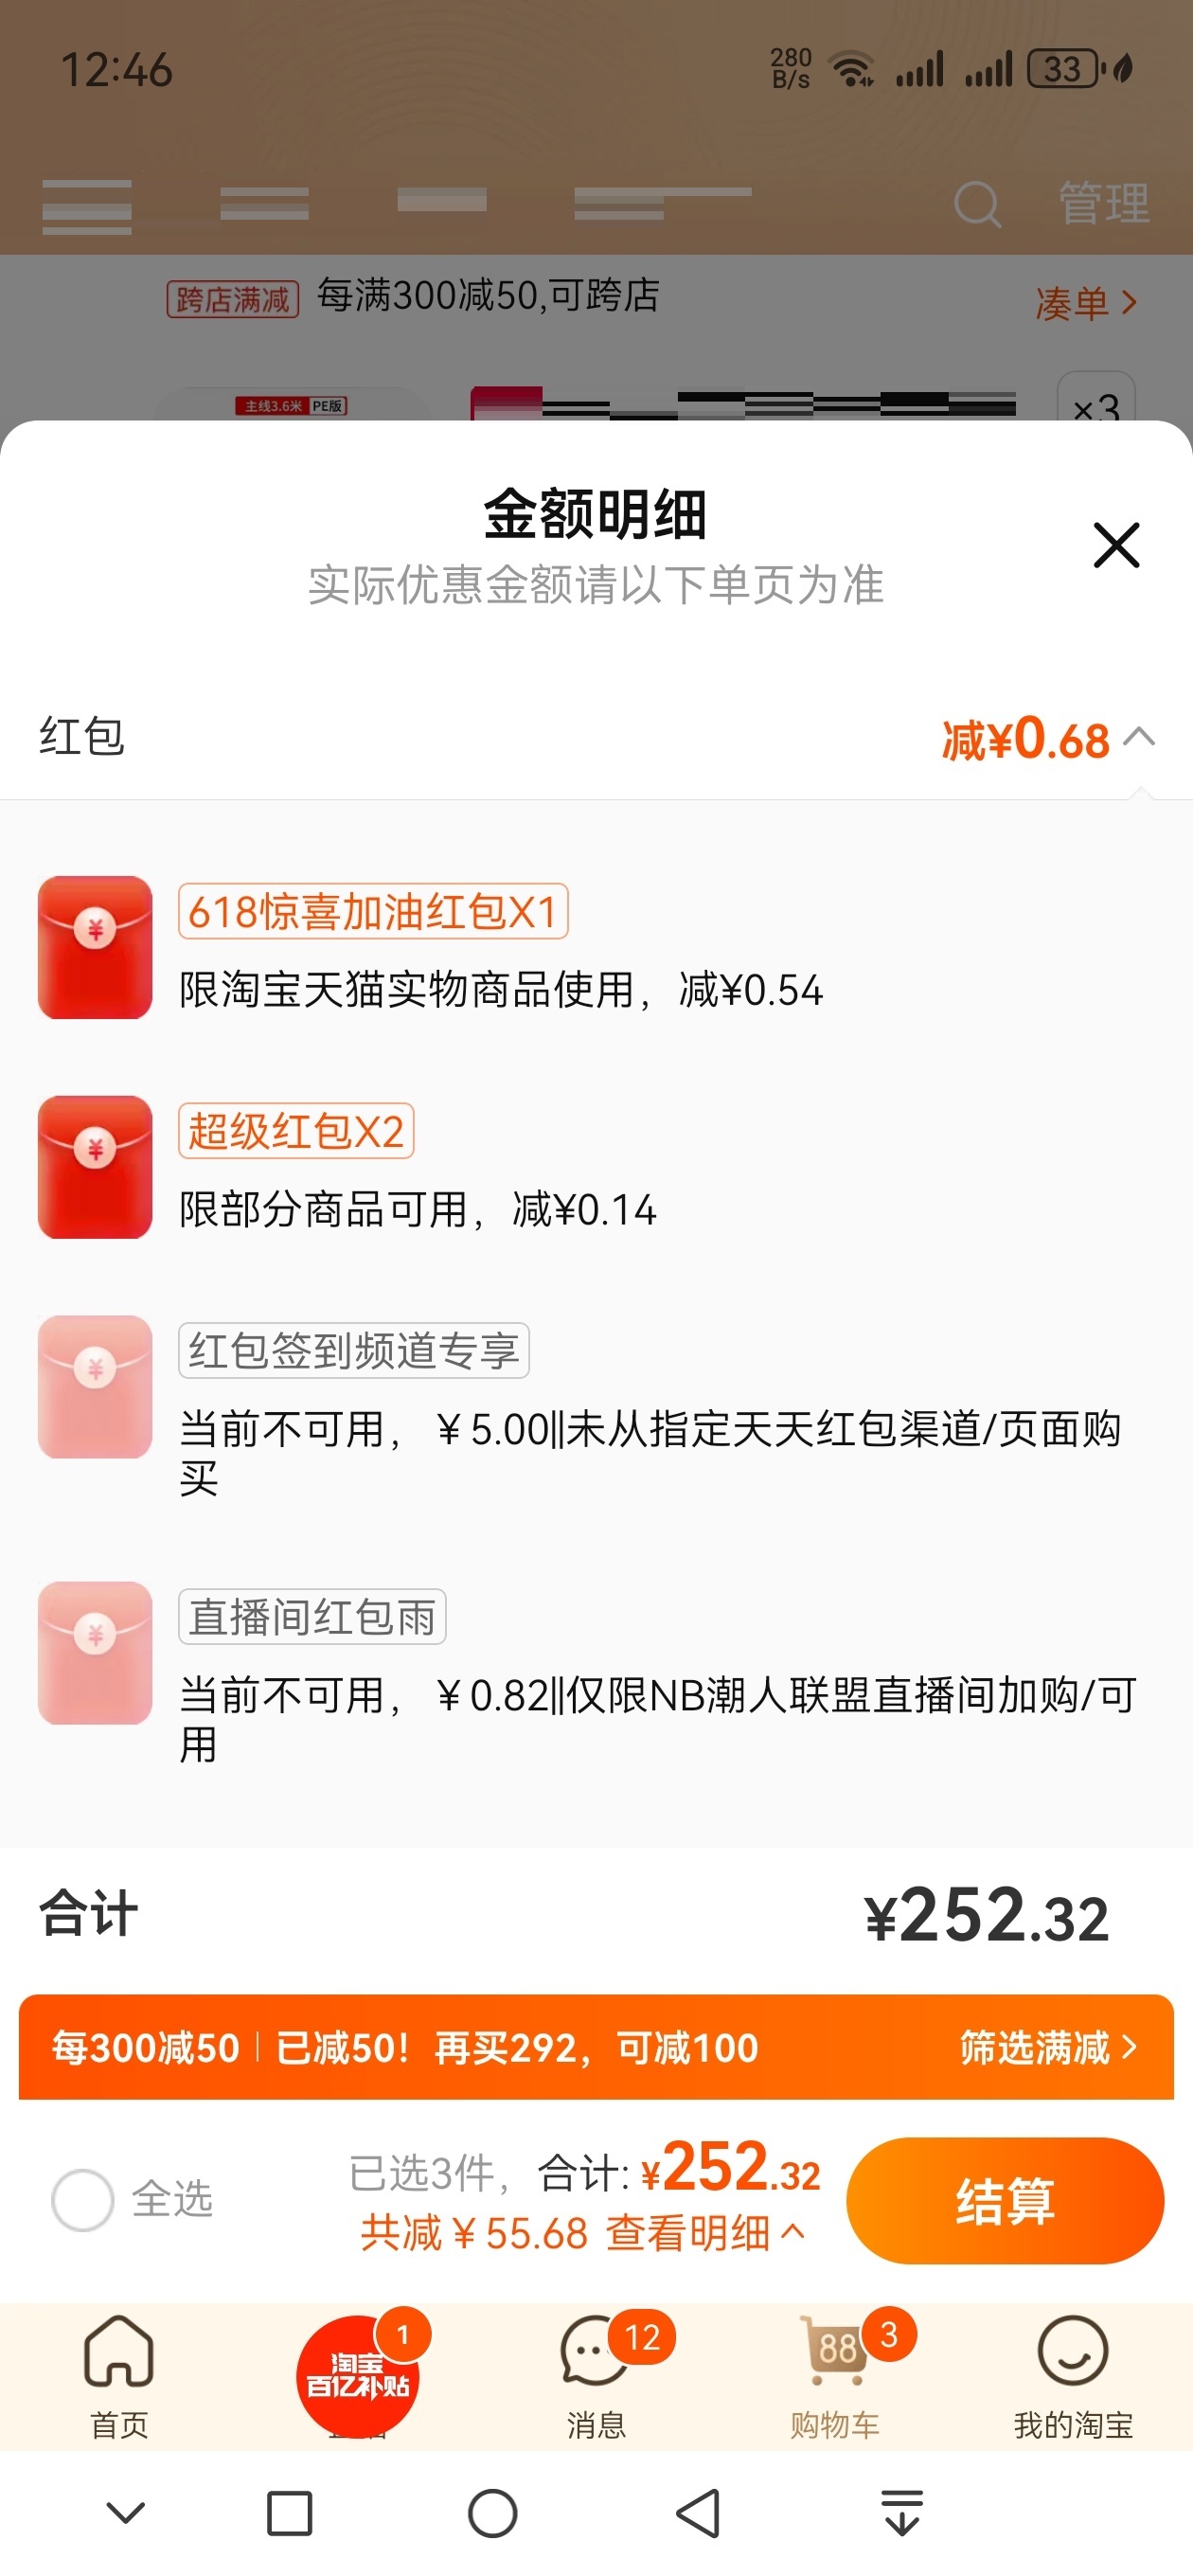 12:46
280
B/s
33
管理
跨店满减 每满300减50,可跨店
凑单
主线3.6米 PE版
×3
金额明细
实际优惠金额请以下单页为准
红包
减¥0.68
618惊喜加油红包X1
限淘宝天猫实物商品使用，减¥0.54
超级红包X2
限部分商品可用，减¥0.14
红包签到频道专享
当前不可用，￥5.00||未从指定天天红包渠道/页面购
买
直播间红包雨
当前不可用，￥0.82||仅限NB潮人联盟直播间加购/可
用
合计
¥252.32
每300减50 | 已减50！再买292，可减100
筛选满减
全选
已选3件，合计:¥252.32
共减￥55.68 查看明细
结算
1
12
88
3
淘宝
百亿补贴
首页
消息
购物车
我的淘宝